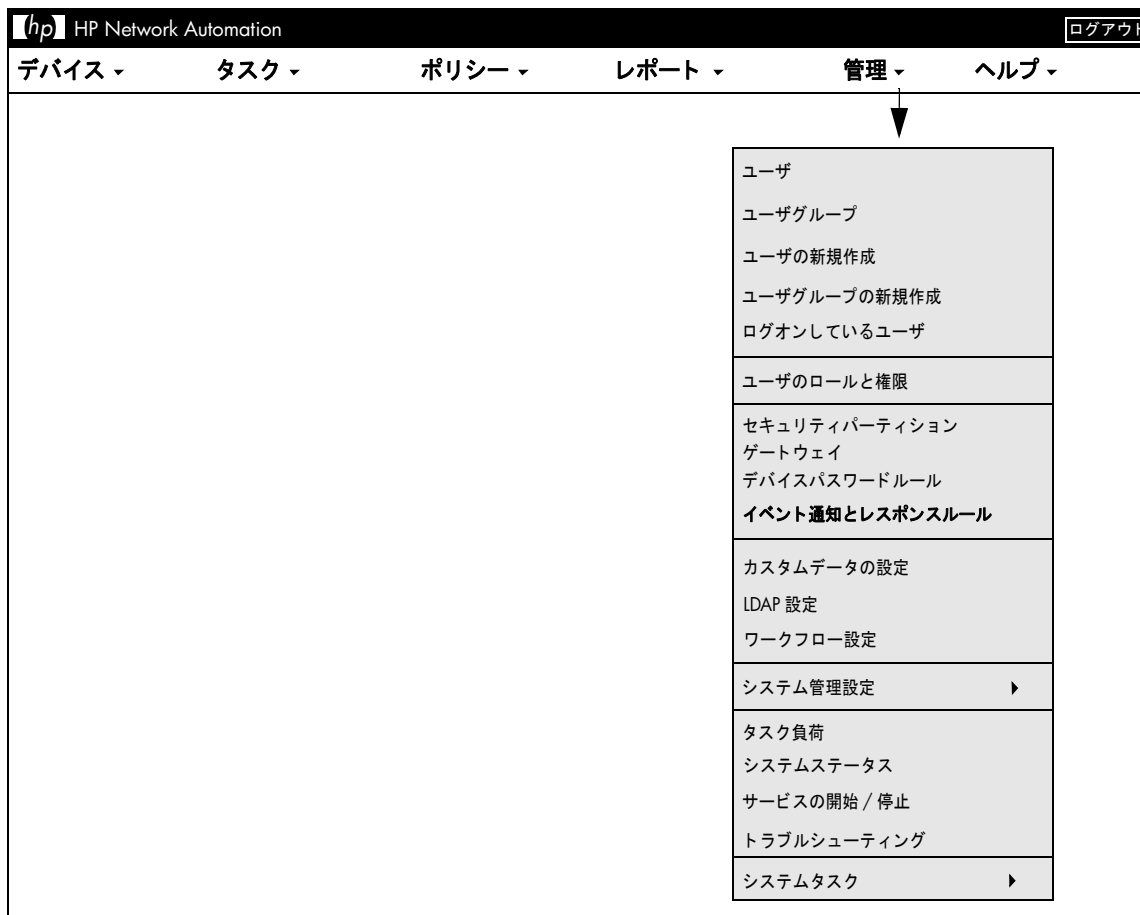 hp HP Network Automation ログアウト
デバイス タスク ポリシー レポート 管理 ヘルプ
ユーザ
ユーザグループ
ユーザの新規作成
ユーザグループの新規作成
ログオンしているユーザ
ユーザのロールと権限
セキュリティパーティション
ゲートウェイ
デバイスパスワードルール
イベント通知とレスポンスルール
カスタムデータの設定
LDAP 設定
ワークフロー設定
システム管理設定
タスク負荷
システムステータス
サービスの開始 / 停止
トラブルシューティング
システムタスク